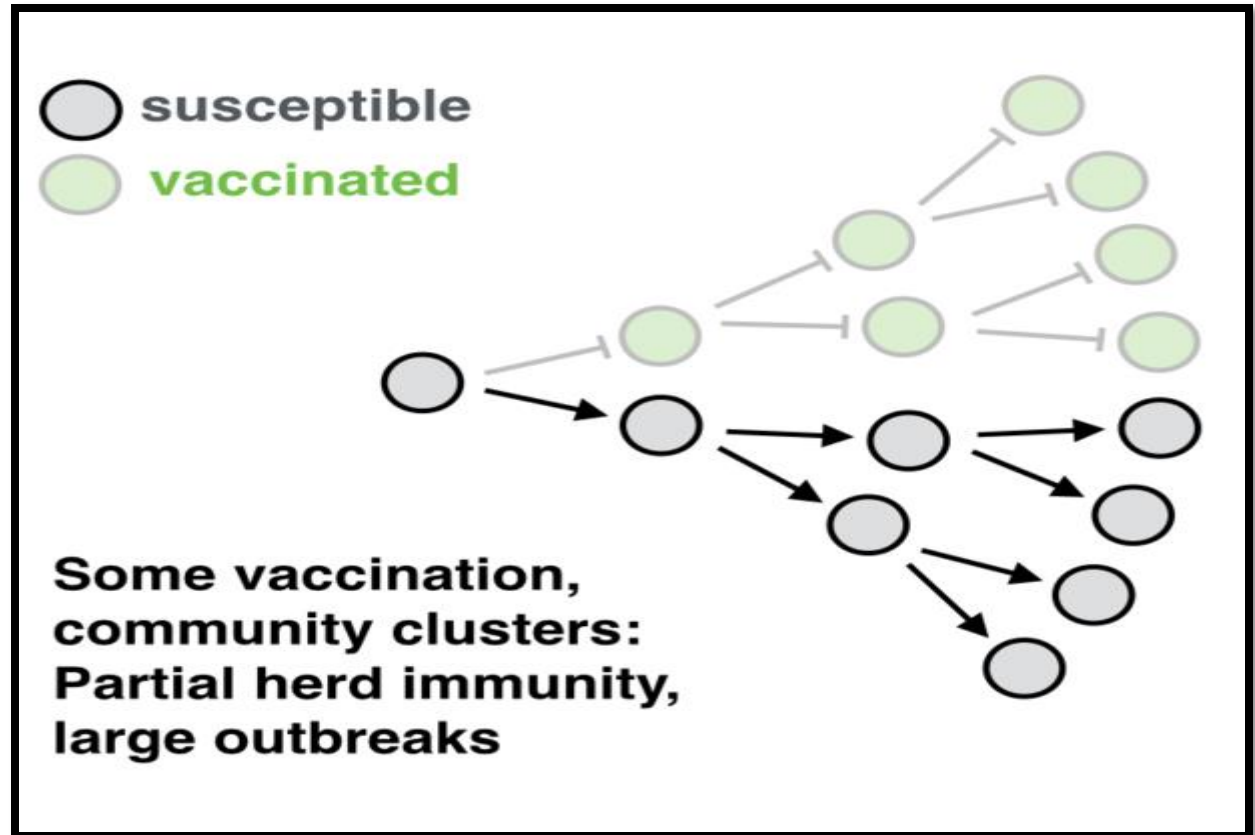 susceptible
vaccinated
Some vaccination,
community clusters:
Partial herd immunity,
large outbreaks